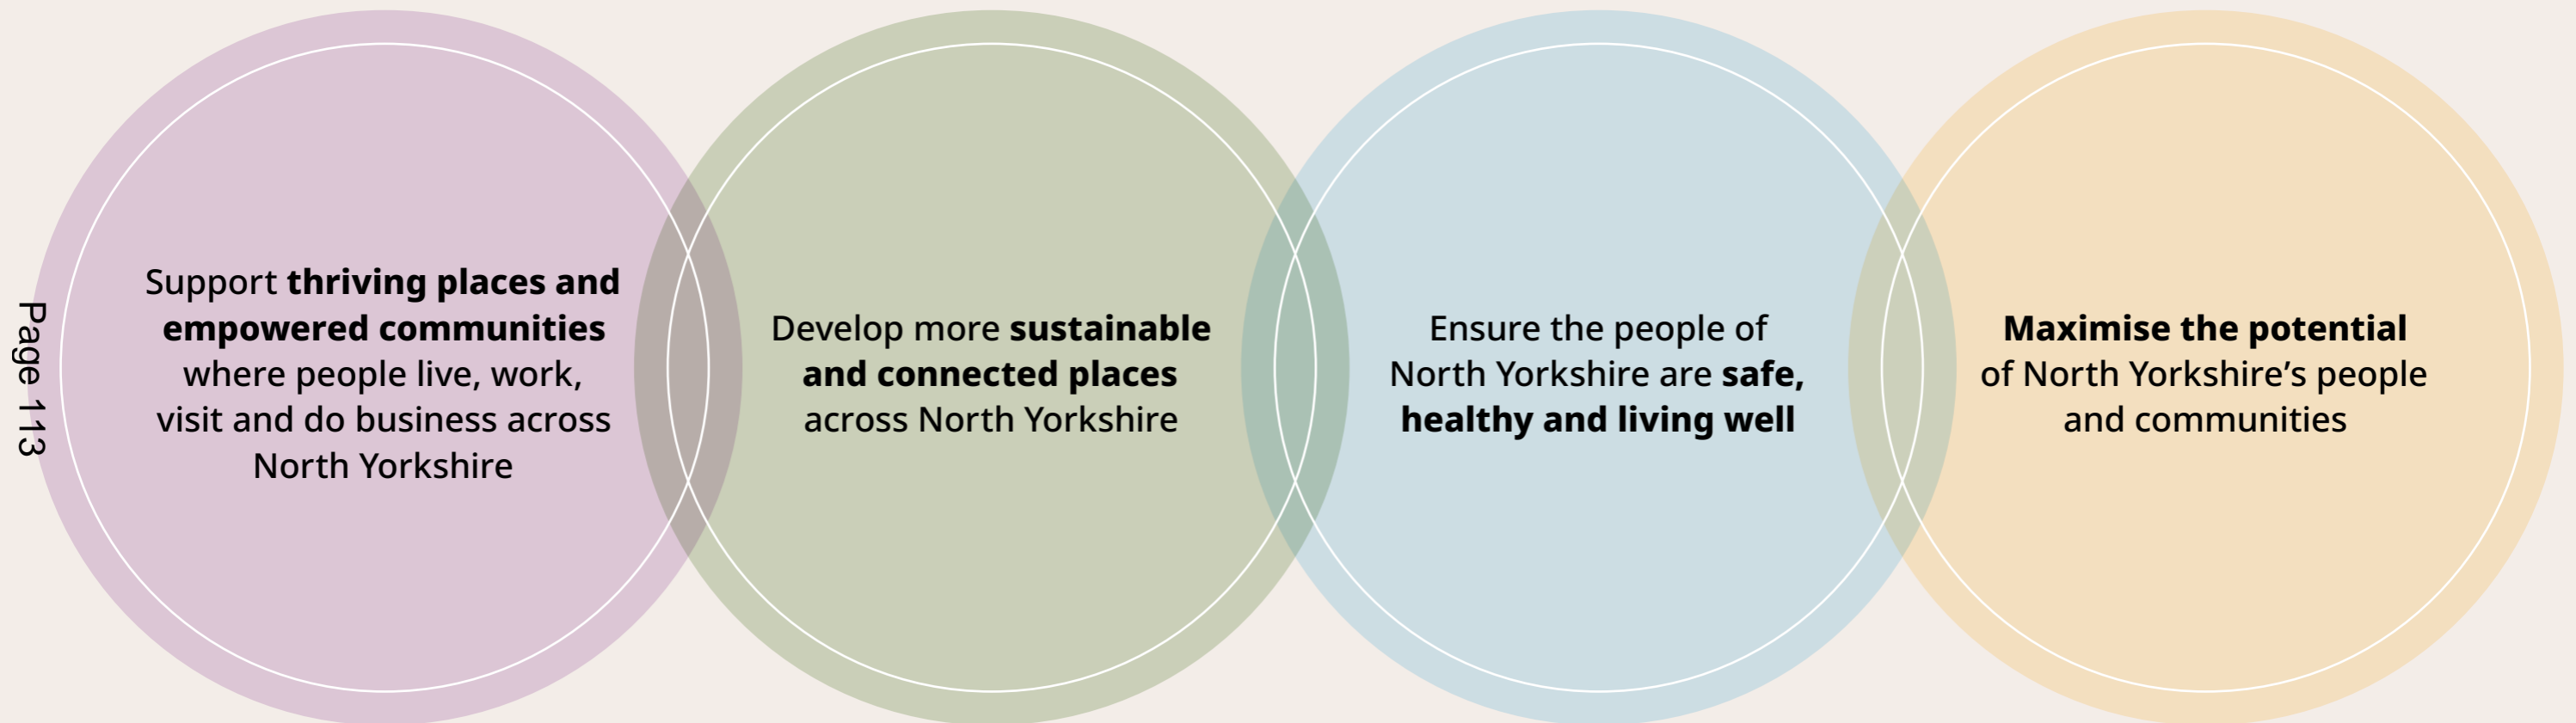 Page 113
Support thriving places and
empowered communities
where people live, work,
visit and do business across
North Yorkshire
Develop more sustainable
and connected places
across North Yorkshire
Ensure the people of
North Yorkshire are safe,
healthy and living well
Maximise the potential
of North Yorkshire’s people
and communities